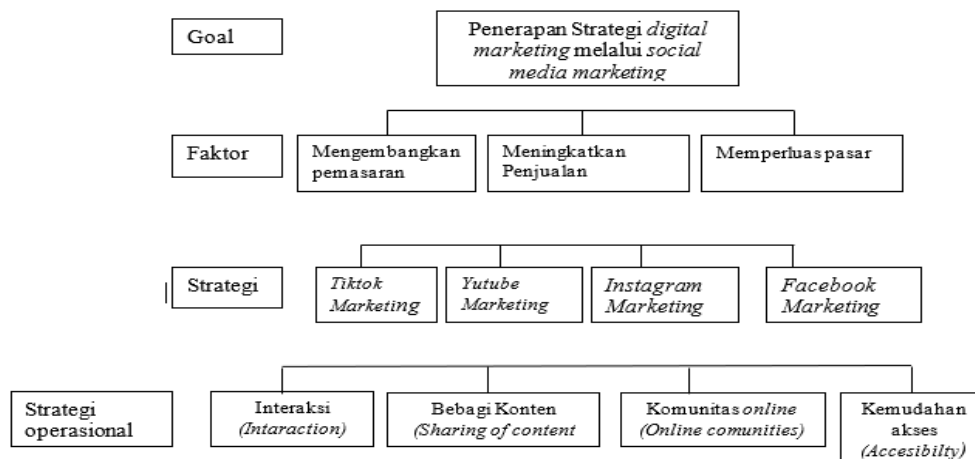 Goal
Penerapan Strategi digital
marketing melalui social
media marketing
Faktor
Mengembangkan
pemasaran
Meningkatkan
Penjualan
Memperluas pasar
Strategi
Tiktok
Marketing
Yutube
Marketing
Instagram
Marketing
Facebook
Marketing
Strategi
operasional
Interaksi
(Intaraction)
Bebagi Konten
(Sharing of content
Komunitas online
(Online comunities)
Kemudahan
akses
(Accesibilty)